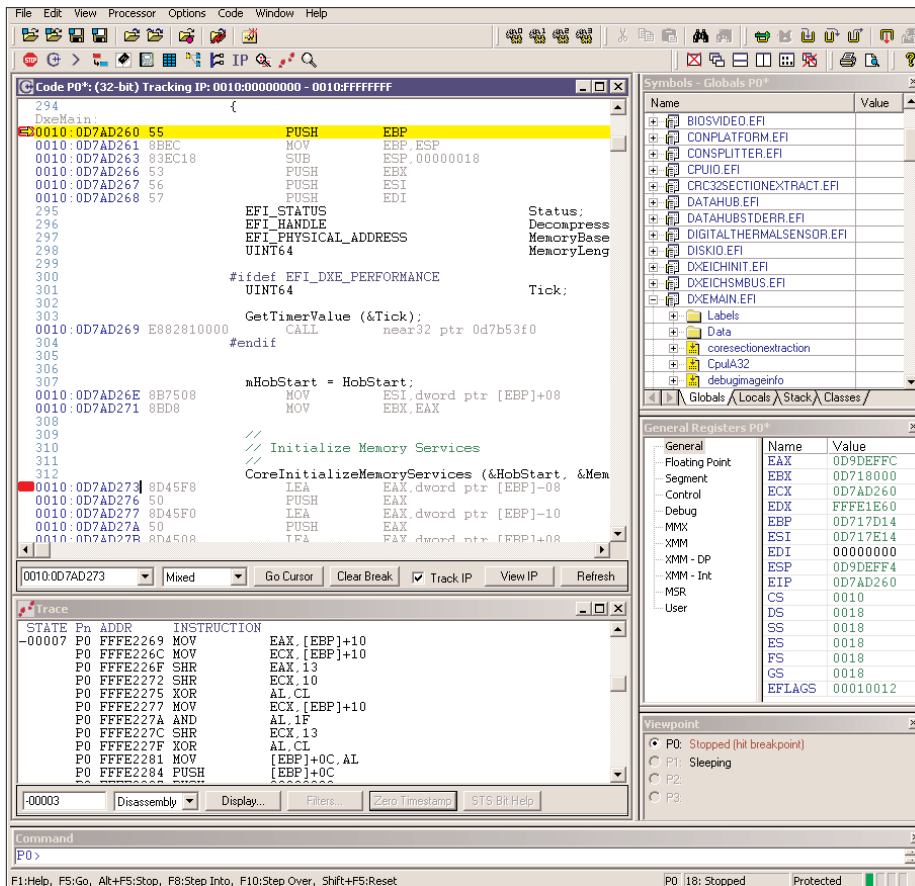 File Edit View Processor Options Code Window Help
IP
Code P0*: (32-bit) Tracking IP: 0010:00000000 - 0010:FFFFFFFF
294 {
DxeMain:
0010:0D7AD260 55 PUSH EBP
0010:0D7AD261 8BEC MOV EBP,ESP
0010:0D7AD263 83EC18 SUB ESP,00000018
0010:0D7AD266 53 PUSH EBX
0010:0D7AD267 56 PUSH ESI
0010:0D7AD268 57 PUSH EDI
295 EFI_STATUS Status;
296 EFI_HANDLE Decompress
297 EFI_PHYSICAL_ADDRESS MemoryBase
298 UINT64 MemoryLeng
299
300 #ifdef EFI_DXE_PERFORMANCE
301 UINT64 Tick;
302
303 GetTimerValue (&Tick);
0010:0D7AD269 E882810000 CALL near32 ptr 0d7b53f0
304 #endif
305
306
307 mHobStart = HobStart;
0010:0D7AD26E 8B7508 MOV ESI,dword ptr [EBP]+08
0010:0D7AD271 8BD8 MOV EBX,EAX
308
309 //
310 // Initialize Memory Services
311 //
312 CoreInitializeMemoryServices (&HobStart, &Mem
0010:0D7AD273 8D45F8 LEA EAX,dword ptr [EBP]-08
0010:0D7AD276 50 PUSH EAX
0010:0D7AD277 8D45F0 LEA EAX,dword ptr [EBP]-10
0010:0D7AD27A 50 PUSH EAX
0010:0D7AD27B 8D4508 LEA EAX,dword ptr [EBP]+08
0010:0D7AD273 Mixed Go Cursor Clear Break Track IP View IP Refresh
Trace
STATE Pn ADDR INSTRUCTION
-00007 P0 FFFE2269 MOV EAX,[EBP]+10
P0 FFFE226C MOV ECX,[EBP]+10
P0 FFFE226F SHR EAX,13
P0 FFFE2272 SHR ECX,10
P0 FFFE2275 XOR AL,CL
P0 FFFE2277 MOV ECX,[EBP]+10
P0 FFFE227A AND AL,1F
P0 FFFE227C SHR ECX,13
P0 FFFE227F XOR AL,CL
P0 FFFE2281 MOV [EBP]+0C,AL
P0 FFFE2284 PUSH [EBP]+0C
-00003 Disassembly Display... Filters... Zero Timestamp STS Bit Help
Symbols - Globals P0*
Name Value
BIOSVIDEO.EFI
CONPLATFORM.EFI
CONSPLITTER.EFI
CPUIO.EFI
CRC32SECTIONEXTRACT.EFI
DATAHUB.EFI
DATAHUBSTDERR.EFI
DIGITALTHERMALSENSOR.EFI
DISKIO.EFI
DXEICHINIT.EFI
DXEICHSMBUS.EFI
DXEMAIN.EFI
Labels
Data
coresectionextraction
CpuIA32
debugimageinfo
Globals Locals Stack Classes
General Registers P0*
General
Floating Point
Segment
Control
Debug
MMX
XMM
XMM - DP
XMM - Int
MSR
User
Name Value
EAX 0D9DEFFC
EBX 0D718000
ECX 0D7AD260
EDX FFFE1E60
EBP 0D717D14
ESI 0D717E14
EDI 00000000
ESP 0D9DEFF4
EIP 0D7AD260
CS 0010
DS 0018
SS 0018
ES 0018
FS 0018
GS 0018
EFLAGS 00010012
Viewpoint
P0: Stopped (hit breakpoint)
P1: Sleeping
P2:
P3:
Command
P0>
F1:Help, F5:Go, Alt+F5:Stop, F8:Step Into, F10:Step Over, Shift+F5:Reset P0 18: Stopped Protected